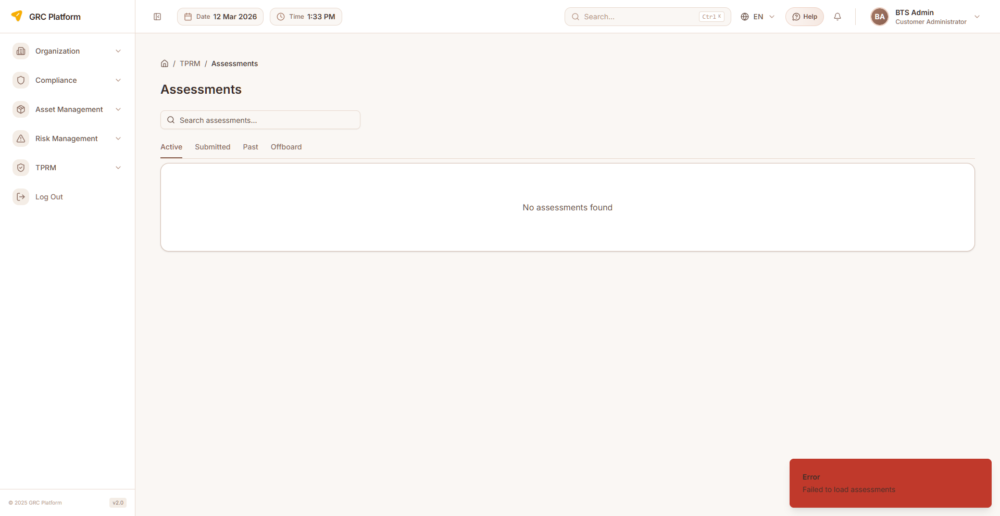 GRC Platform
Date 12 Mar 2026
Time 1:33 PM
Search...
Ctrl K
EN
Help
BA
BTS Admin
Customer Administrator
Organization
Compliance
Asset Management
Risk Management
TPRM
Log Out
/ TPRM / Assessments
Assessments
Search assessments...
Active Submitted Past Offboard
No assessments found
Error
Failed to load assessments
© 2025 GRC Platform
v2.0